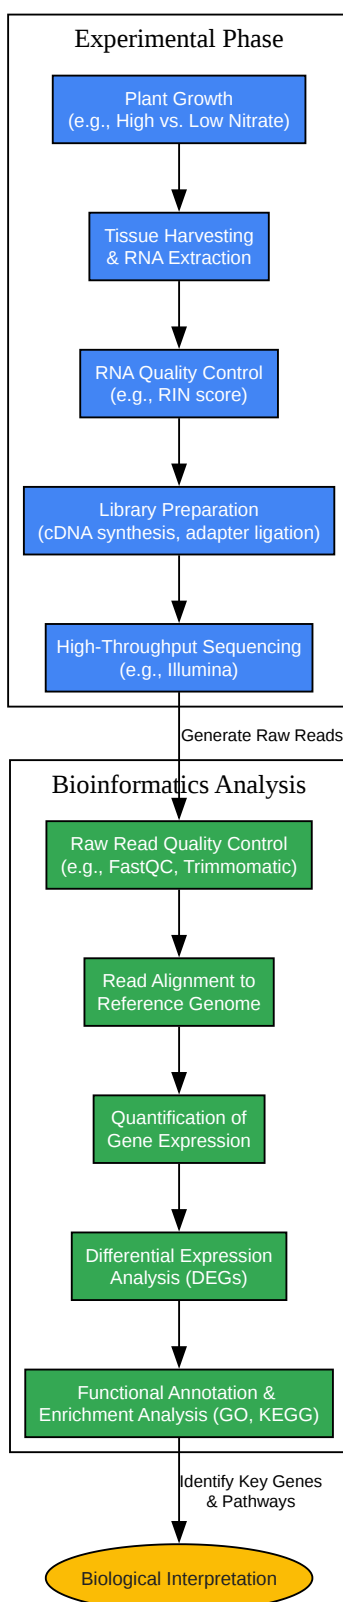 Experimental Phase
Plant Growth
(e.g., High vs. Low Nitrate)
Tissue Harvesting
& RNA Extraction
RNA Quality Control
(e.g., RIN score)
Library Preparation
(cDNA synthesis, adapter ligation)
High-Throughput Sequencing
(e.g., Illumina)
Generate Raw Reads
Bioinformatics Analysis
Raw Read Quality Control
(e.g., FastQC, Trimmomatic)
Read Alignment to
Reference Genome
Quantification of
Gene Expression
Differential Expression
Analysis (DEGs)
Functional Annotation &
Enrichment Analysis (GO, KEGG)
Identify Key Genes
& Pathways
Biological Interpretation